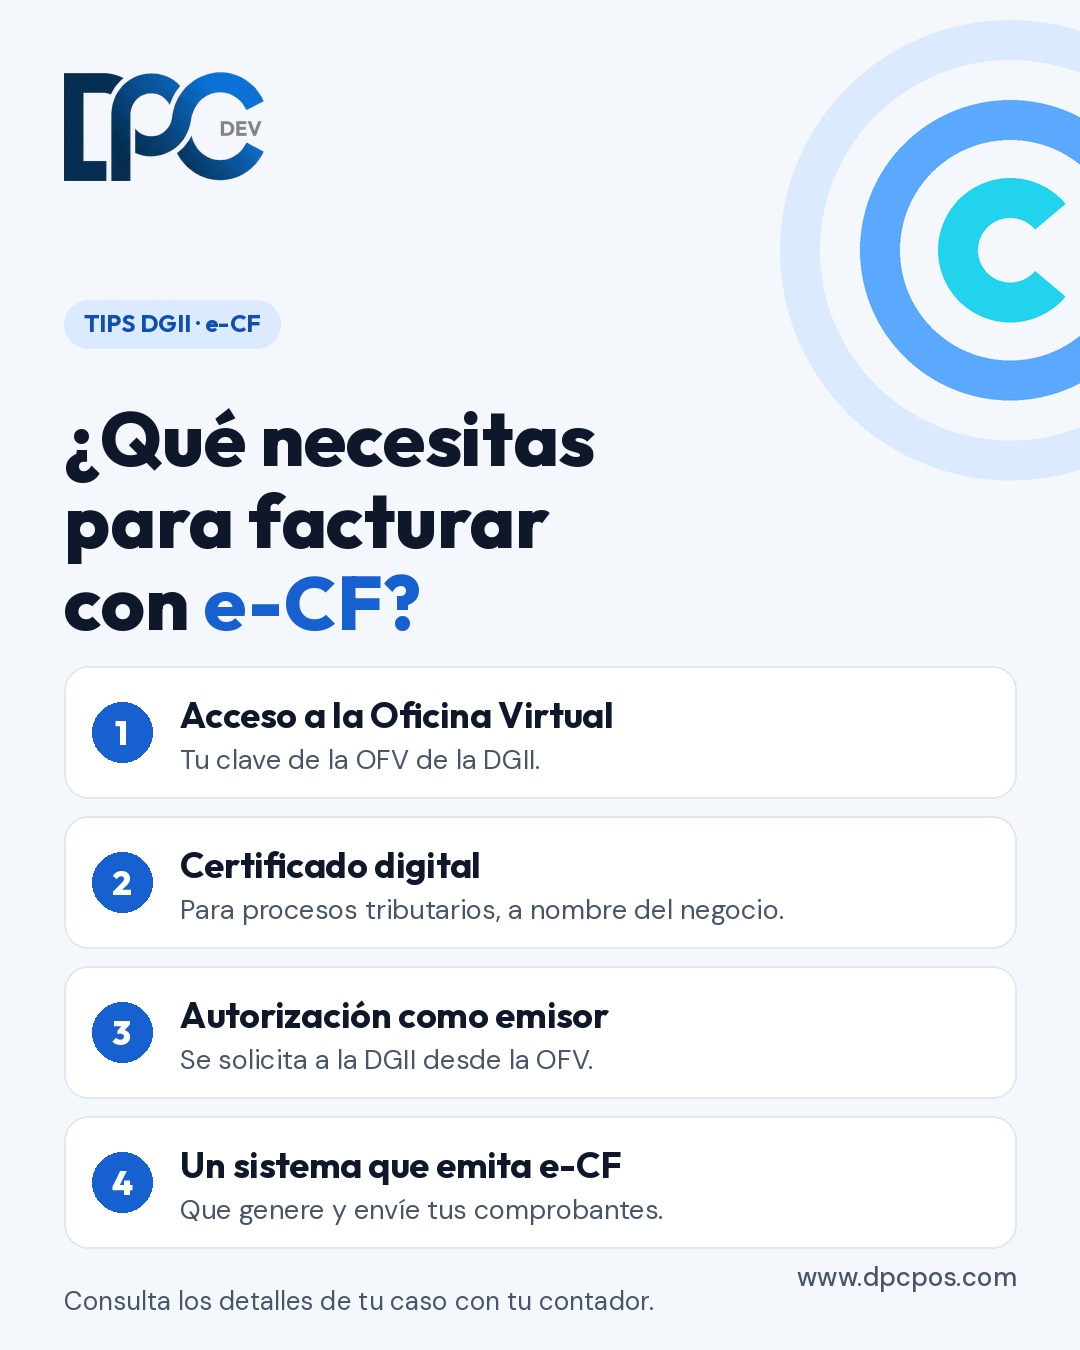 DPC
DEV
TIPS DGII · e-CF
¿Qué necesitas
para facturar
con e-CF?
1
Acceso a la Oficina Virtual
Tu clave de la OFV de la DGII.
2
Certificado digital
Para procesos tributarios, a nombre del negocio.
3
Autorización como emisor
Se solicita a la DGII desde la OFV.
4
Un sistema que emita e-CF
Que genere y envíe tus comprobantes.
www.dpcpos.com
Consulta los detalles de tu caso con tu contador.